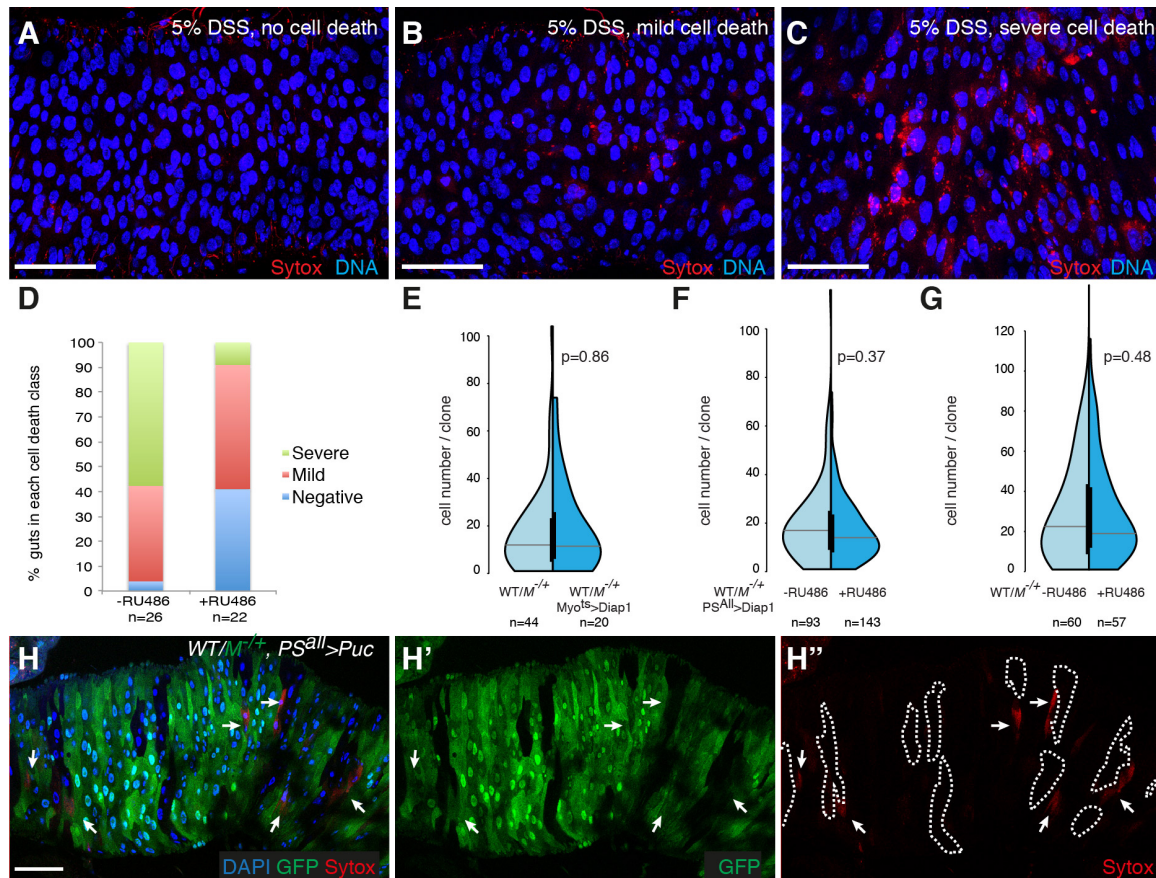 A
5% DSS, no cell death
Sytox DNA
B
5% DSS, mild cell death
Sytox DNA
C
5% DSS, severe cell death
Sytox DNA
D
% guts in each cell death class
100
90
80
70
60
50
40
30
20
10
0
-RU486
n=26
+RU486
n=22
Severe
Mild
Negative
E
cell number / clone
100
80
60
40
20
0
p=0.86
WT/M-/+
n=44
WT/M-/+
Myots>Diap1
n=20
F
cell number / clone
100
80
60
40
20
0
p=0.37
WT/M-/+
PSAll>Diap1
-RU486
n=93
+RU486
n=143
G
cell number / clone
120
100
80
60
40
20
0
p=0.48
WT/M-/+
-RU486
n=60
+RU486
n=57
H
WT/M-/+, PSall>Puc
DAPI GFP Sytox
H'
GFP
H''
Sytox